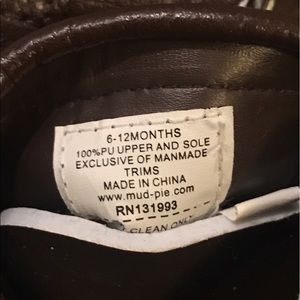 6-12MONTHS
100%PU UPPER AND SOLE
EXCLUSIVE OF MANMADE
TRIMS
MADE IN CHINA
www.mud-pie.com
RN131993
CLEAN ONLY